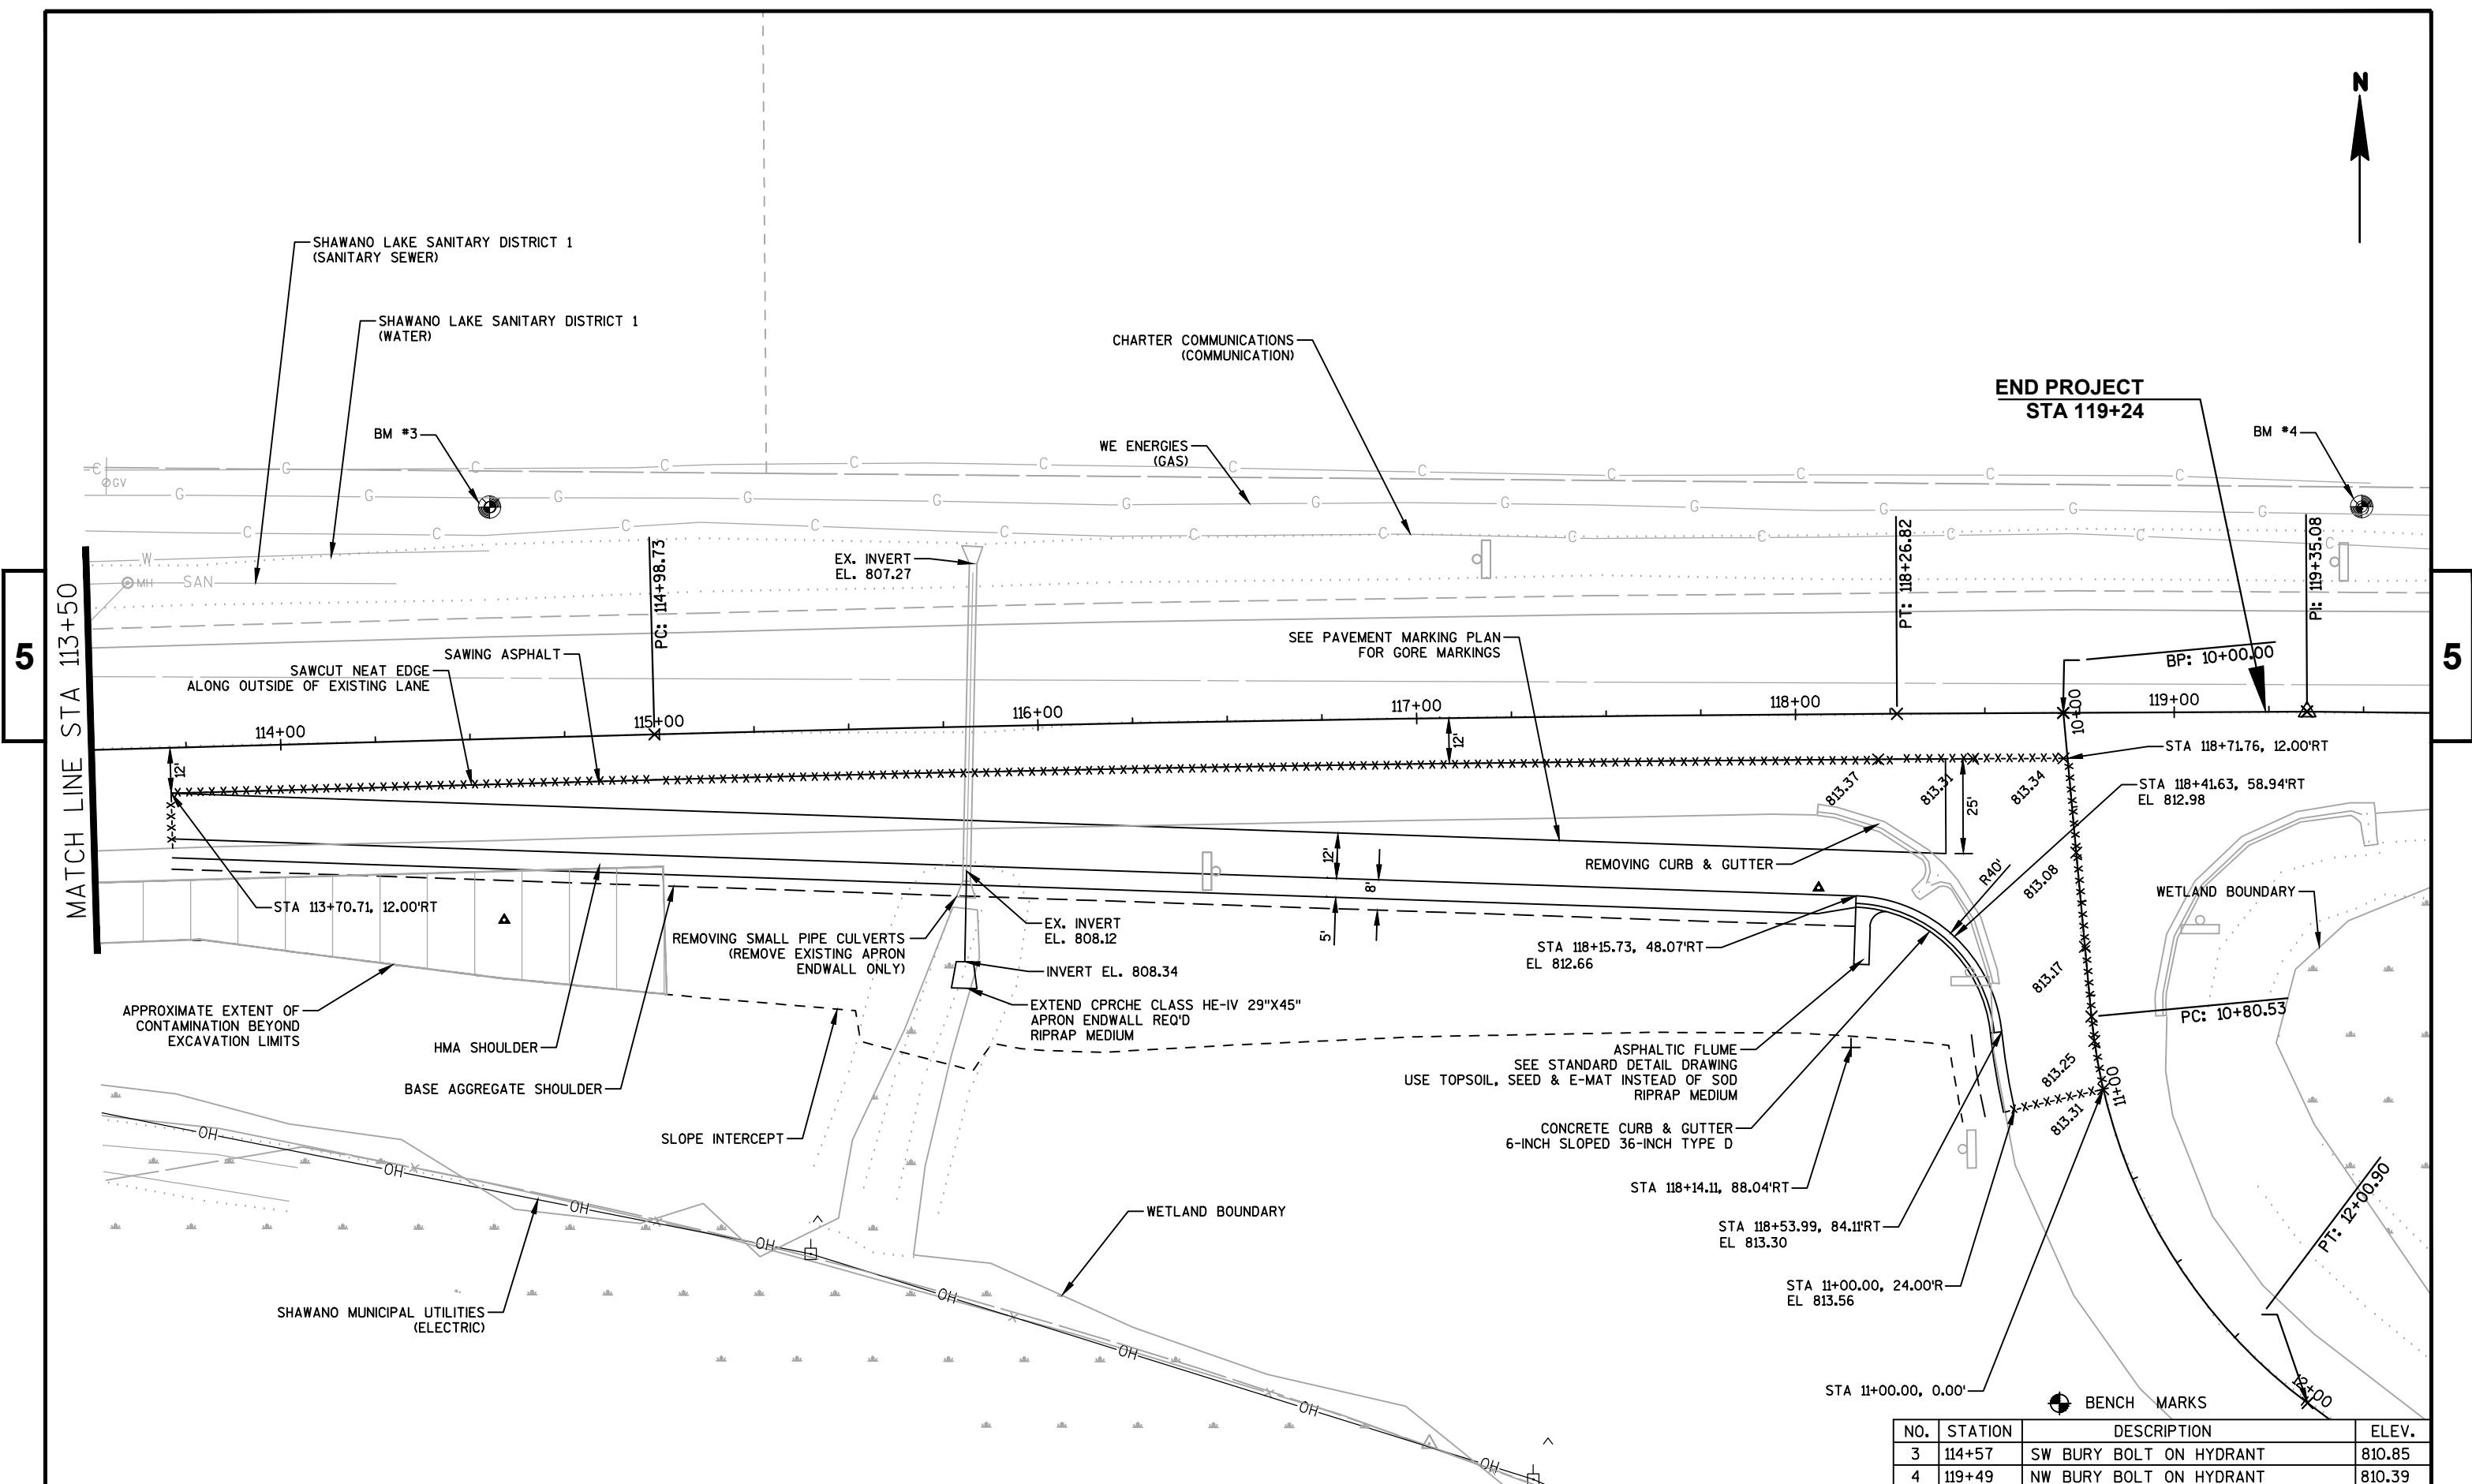 N
SHAWANO LAKE SANITARY DISTRICT 1
(SANITARY SEWER)
SHAWANO LAKE SANITARY DISTRICT 1
(WATER)
CHARTER COMMUNICATIONS
(COMMUNICATION)
END PROJECT
STA 119+24
BM #3
WE ENERGIES
(GAS)
BM #4
C C C C C C C C C C C C
GV
G G G G G G G G G G G G
C C C C C C C C C C C C
W
MH SAN
EX. INVERT
EL. 807.27
PC: 114+98.73
PT: 118+26.82
PI: 119+35.08
5
MATCH LINE STA 113+50
5
SAWING ASPHALT
SAWCUT NEAT EDGE
ALONG OUTSIDE OF EXISTING LANE
SEE PAVEMENT MARKING PLAN
FOR GORE MARKINGS
BP: 10+00.00
114+00
115+00
116+00
117+00
118+00
119+00
10+00
12'
12'
STA 118+71.76, 12.00'RT
STA 118+41.63, 58.94'RT
EL 812.98
813.37
813.31
813.34
25'
REMOVING CURB & GUTTER
12'
8'
5'
R40'
813.08
WETLAND BOUNDARY
STA 113+70.71, 12.00'RT
REMOVING SMALL PIPE CULVERTS
(REMOVE EXISTING APRON
ENDWALL ONLY)
EX. INVERT
EL. 808.12
INVERT EL. 808.34
STA 118+15.73, 48.07'RT
EL 812.66
813.17
EXTEND CPRCHE CLASS HE-IV 29"X45"
APRON ENDWALL REQ'D
RIPRAP MEDIUM
PC: 10+80.53
APPROXIMATE EXTENT OF
CONTAMINATION BEYOND
EXCAVATION LIMITS
HMA SHOULDER
BASE AGGREGATE SHOULDER
ASPHALTIC FLUME
SEE STANDARD DETAIL DRAWING
USE TOPSOIL, SEED & E-MAT INSTEAD OF SOD
RIPRAP MEDIUM
813.25
813.31
11+00
SLOPE INTERCEPT
CONCRETE CURB & GUTTER
6-INCH SLOPED 36-INCH TYPE D
STA 118+14.11, 88.04'RT
WETLAND BOUNDARY
STA 118+53.99, 84.11'RT
EL 813.30
PT: 12+00.90
OH OH OH OH OH OH OH OH
STA 11+00.00, 24.00'R
EL 813.56
SHAWANO MUNICIPAL UTILITIES
(ELECTRIC)
STA 11+00.00, 0.00'
12+00
BENCH MARKS
NO. STATION DESCRIPTION ELEV.
3 114+57 SW BURY BOLT ON HYDRANT 810.85
4 119+49 NW BURY BOLT ON HYDRANT 810.39